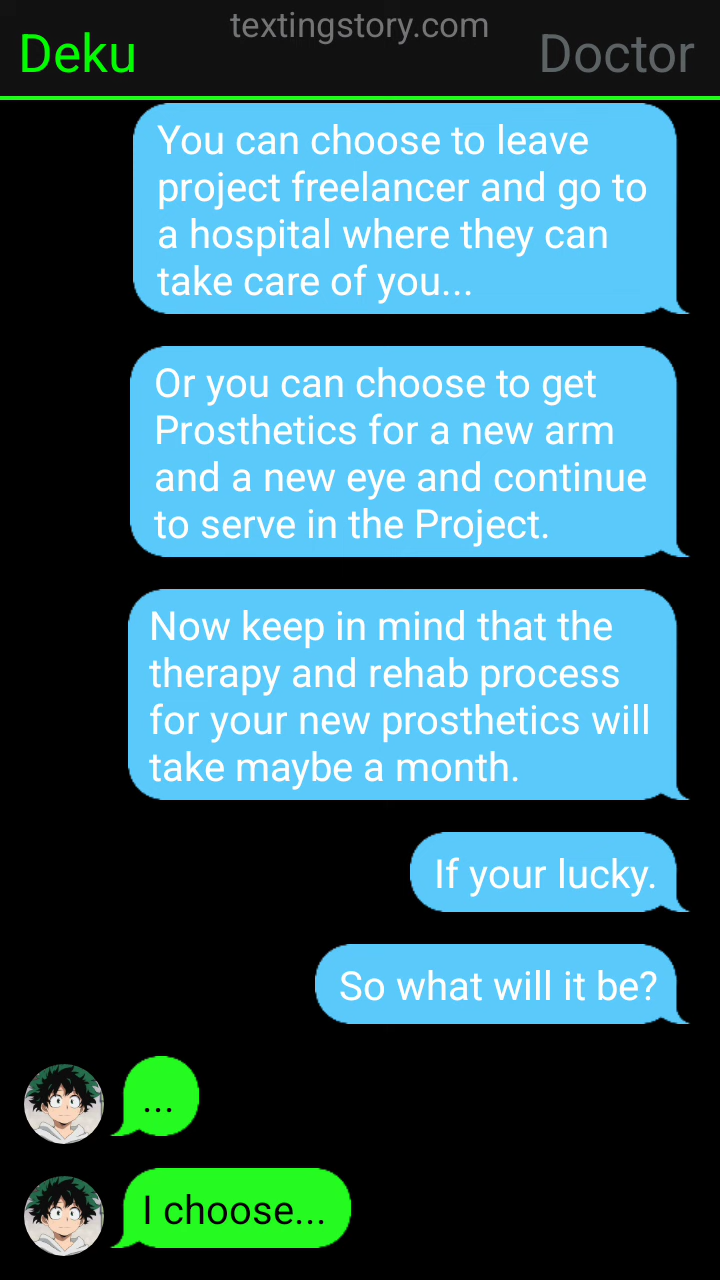 textingstory.com
Deku
Doctor
You can choose to leave
project freelancer and go to
a hospital where they can
take care of you...
Or you can choose to get
Prosthetics for a new arm
and a new eye and continue
to serve in the Project.
Now keep in mind that the
therapy and rehab process
for your new prosthetics will
take maybe a month.
If your lucky.
So what will it be?
...
I choose...